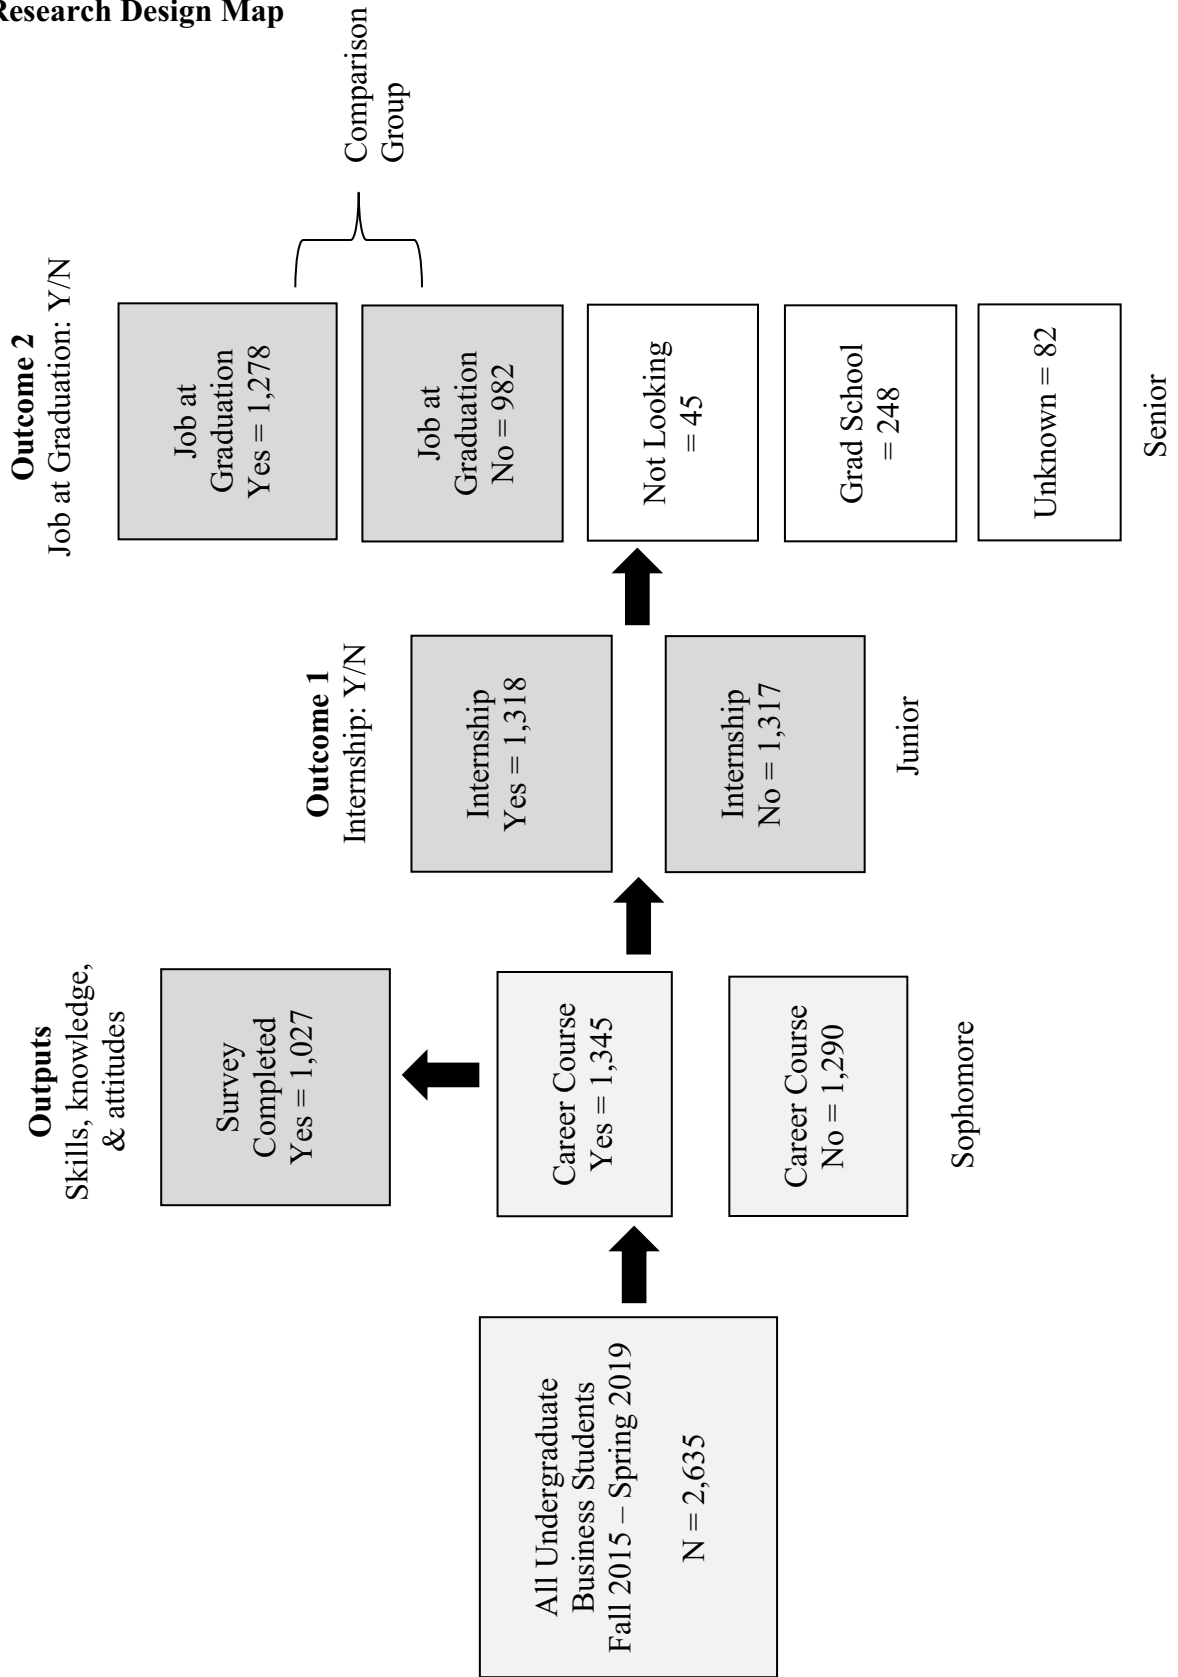 Research Design Map
All Undergraduate
Business Students
Fall 2015 – Spring 2019
N = 2,635
Outputs
Skills, knowledge,
& attitudes
Survey
Completed
Yes = 1,027
Career Course
Yes = 1,345
Career Course
No = 1,290
Sophomore
Outcome 1
Internship: Y/N
Internship
Yes = 1,318
Internship
No = 1,317
Junior
Outcome 2
Job at Graduation: Y/N
Job at
Graduation
Yes = 1,278
Job at
Graduation
No = 982
Not Looking
= 45
Grad School
= 248
Unknown = 82
Senior
Comparison
Group